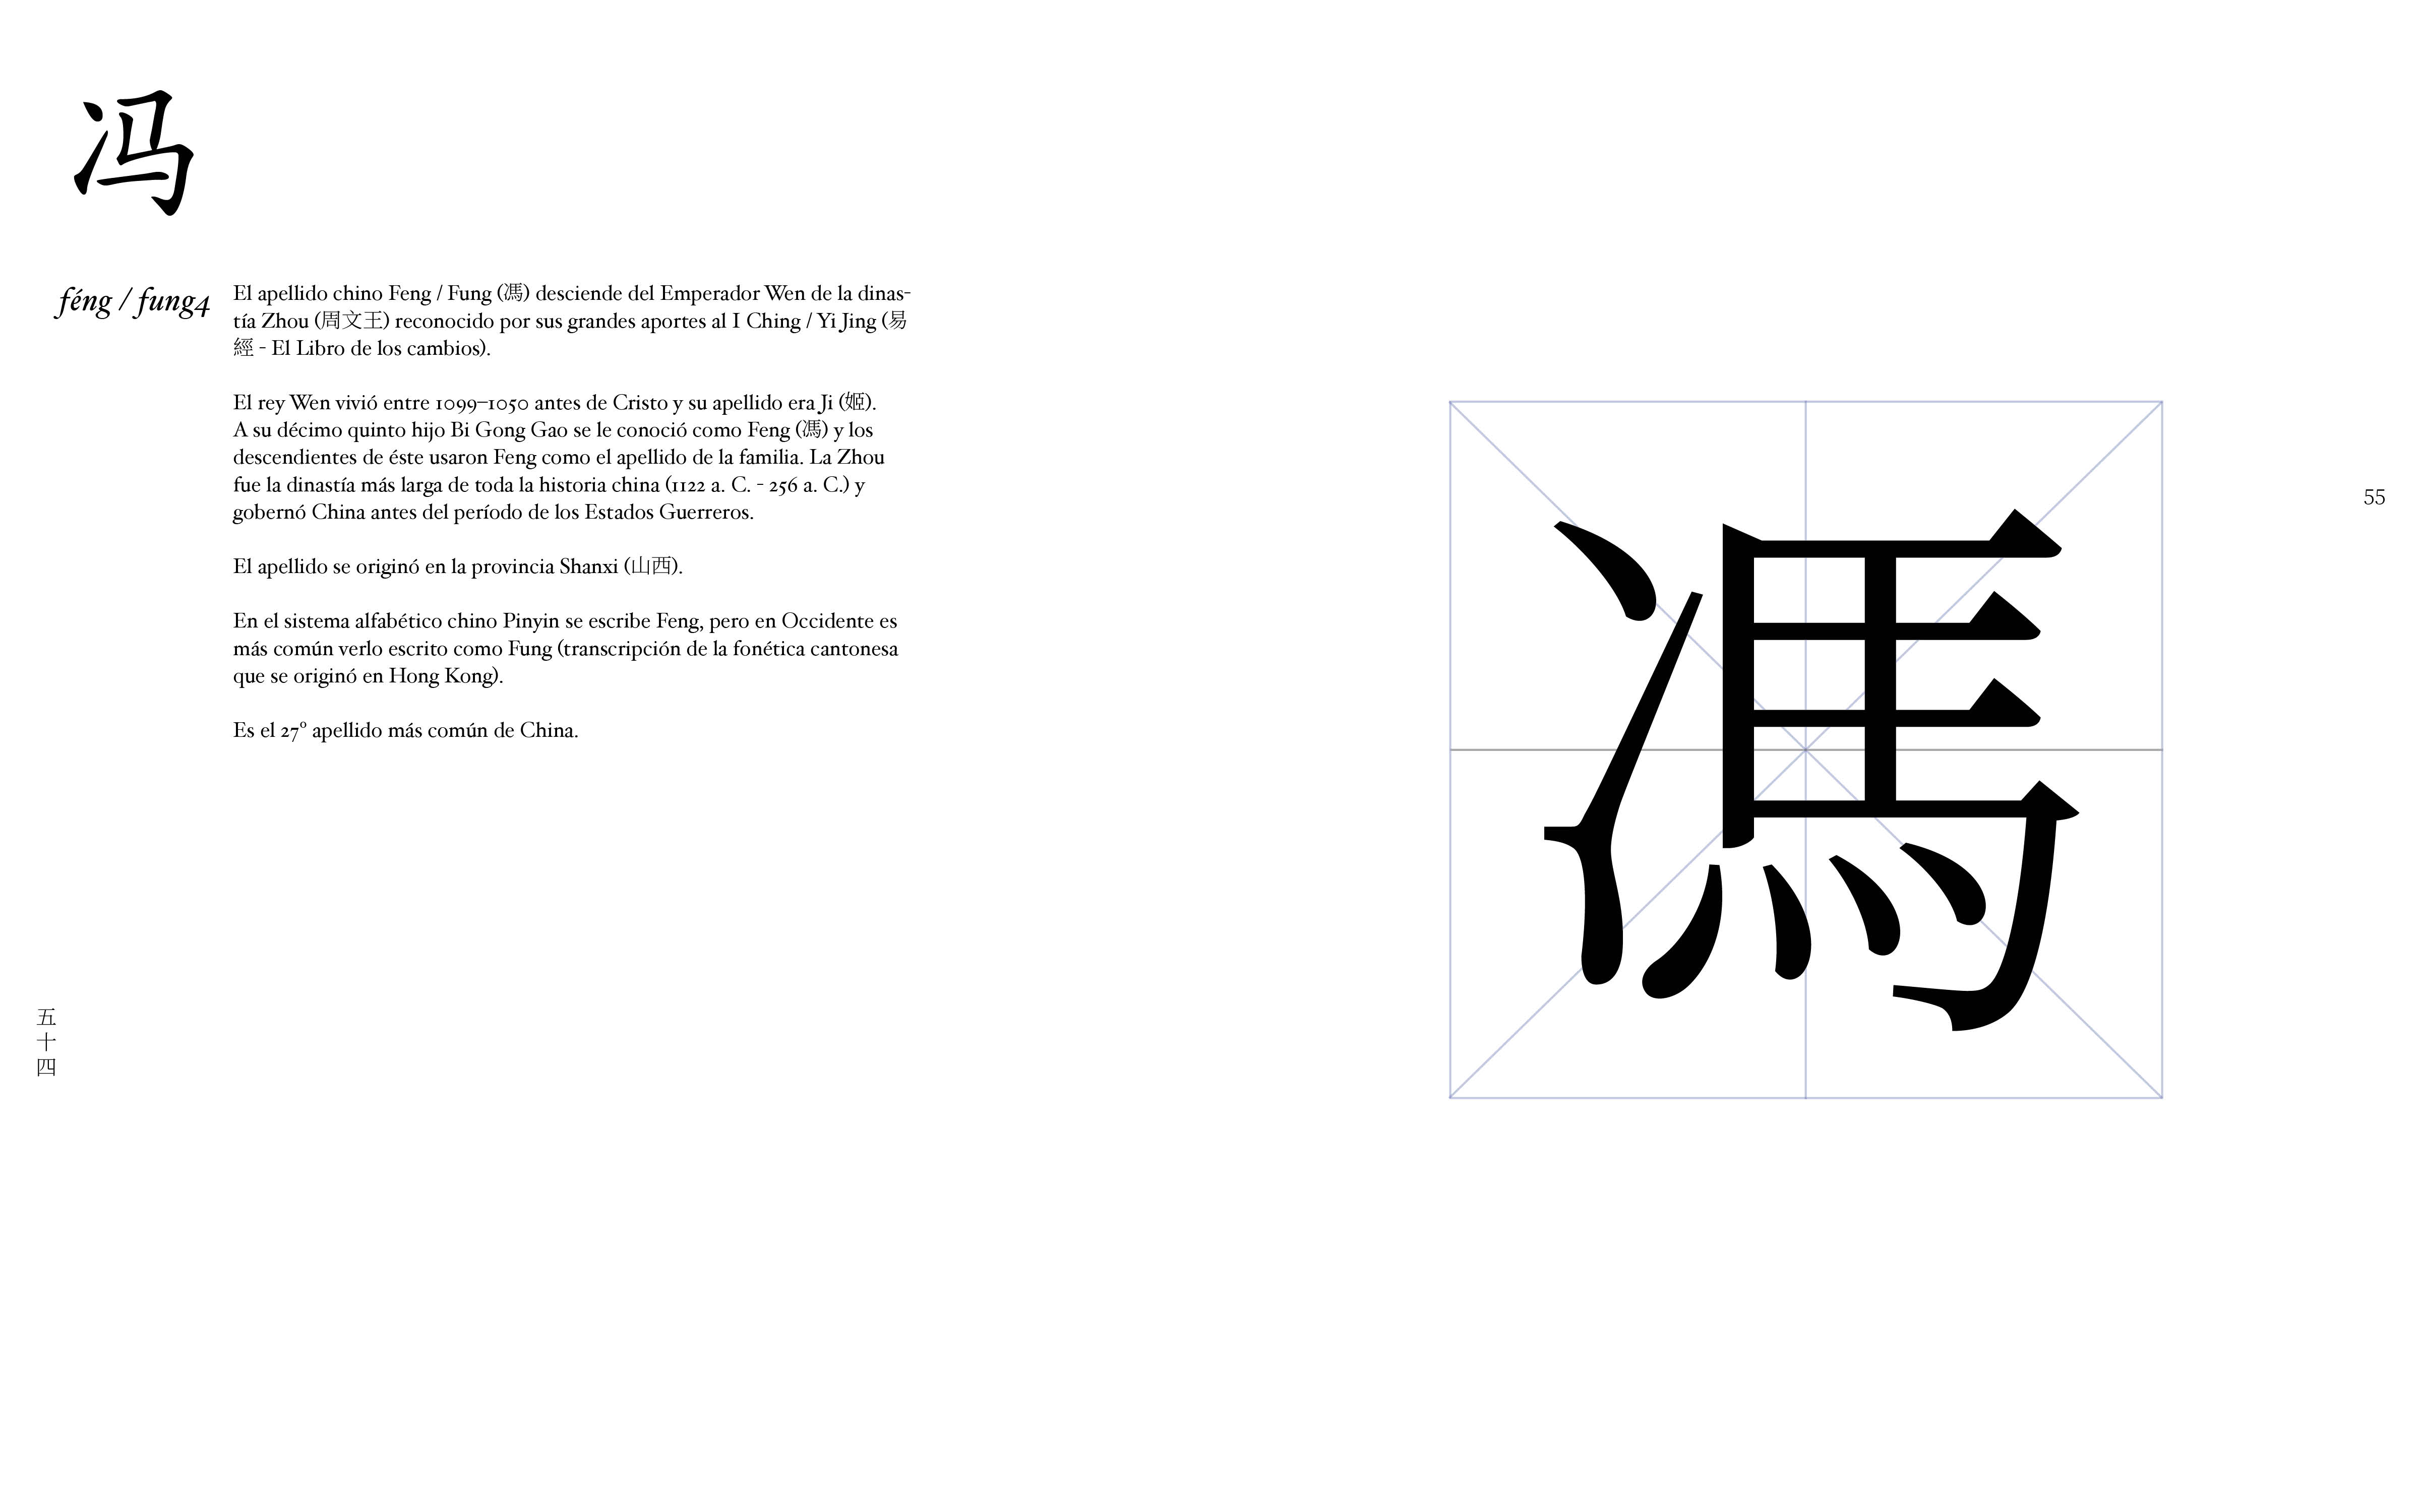 冯
féng / fung4
El apellido chino Feng / Fung (馮) desciende del Emperador Wen de la dinas-
tía Zhou (周文王) reconocido por sus grandes aportes al I Ching / Yi Jing (易
經 - El Libro de los cambios).
El rey Wen vivió entre 1099–1050 antes de Cristo y su apellido era Ji (姬).
A su décimo quinto hijo Bi Gong Gao se le conoció como Feng (馮) y los
descendientes de éste usaron Feng como el apellido de la familia. La Zhou
fue la dinastía más larga de toda la historia china (1122 a. C. - 256 a. C.) y
gobernó China antes del período de los Estados Guerreros.
El apellido se originó en la provincia Shanxi (山西).
En el sistema alfabético chino Pinyin se escribe Feng, pero en Occidente es
más común verlo escrito como Fung (transcripción de la fonética cantonesa
que se originó en Hong Kong).
Es el 27º apellido más común de China.
五十四
馮
55